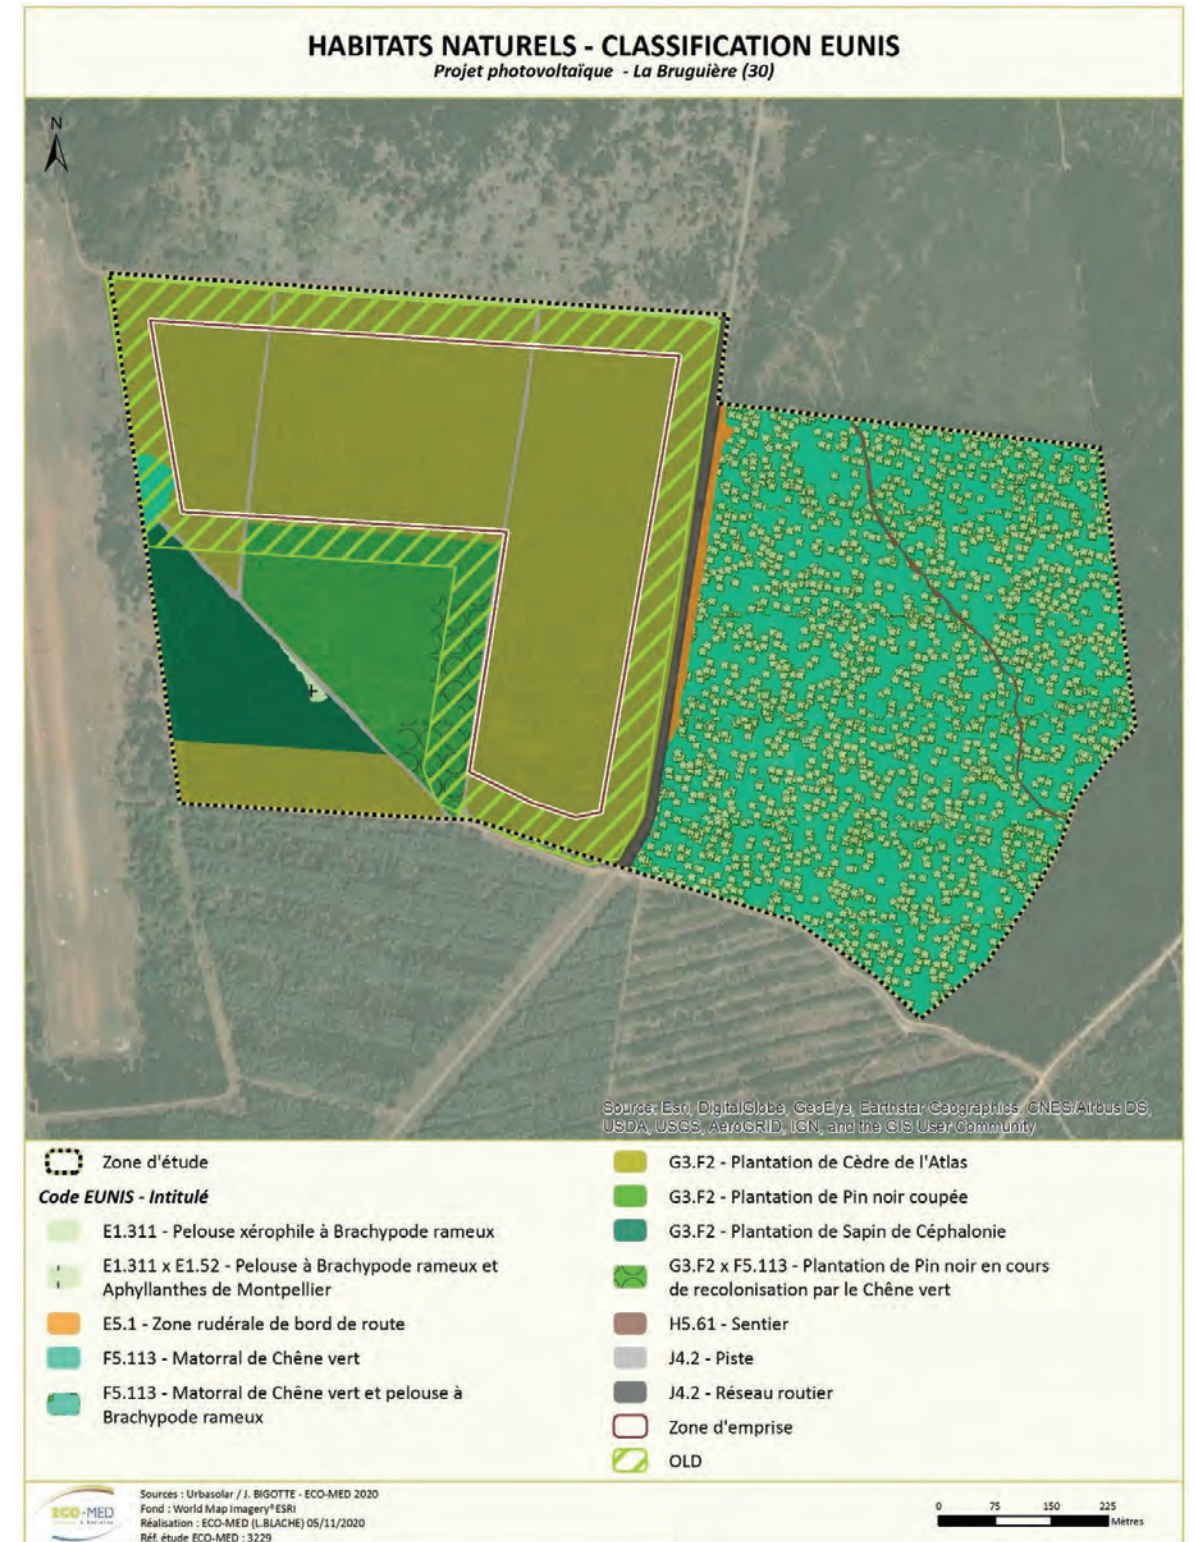 HABITATS NATURELS - CLASSIFICATION EUNIS
Projet photovoltaïque - La Bruguière (30)
N
Source: Esri, DigitalGlobe, GeoEye, Earthstar Geographics, CNES/Airbus DS,
USDA, USGS, AeroGRID, IGN, and the GIS User Community
Zone d'étude
Code EUNIS - Intitulé
E1.311 - Pelouse xérophile à Brachypode rameux
E1.311 x E1.52 - Pelouse à Brachypode rameux et
Aphyllanthes de Montpellier
E5.1 - Zone rudérale de bord de route
F5.113 - Matorral de Chêne vert
F5.113 - Matorral de Chêne vert et pelouse à
Brachypode rameux
G3.F2 - Plantation de Cèdre de l'Atlas
G3.F2 - Plantation de Pin noir coupée
G3.F2 - Plantation de Sapin de Céphalonie
G3.F2 x F5.113 - Plantation de Pin noir en cours
de recolonisation par le Chêne vert
H5.61 - Sentier
J4.2 - Piste
J4.2 - Réseau routier
Zone d'emprise
OLD
ECO-MED
Sources : Urbasolar / J. BIGOTTE - ECO-MED 2020
Fond : World Map Imagery®ESRI
Réalisation : ECO-MED (L.BLACHE) 05/11/2020
Réf. étude ECO-MED : 3229
0 75 150 225
Mètres